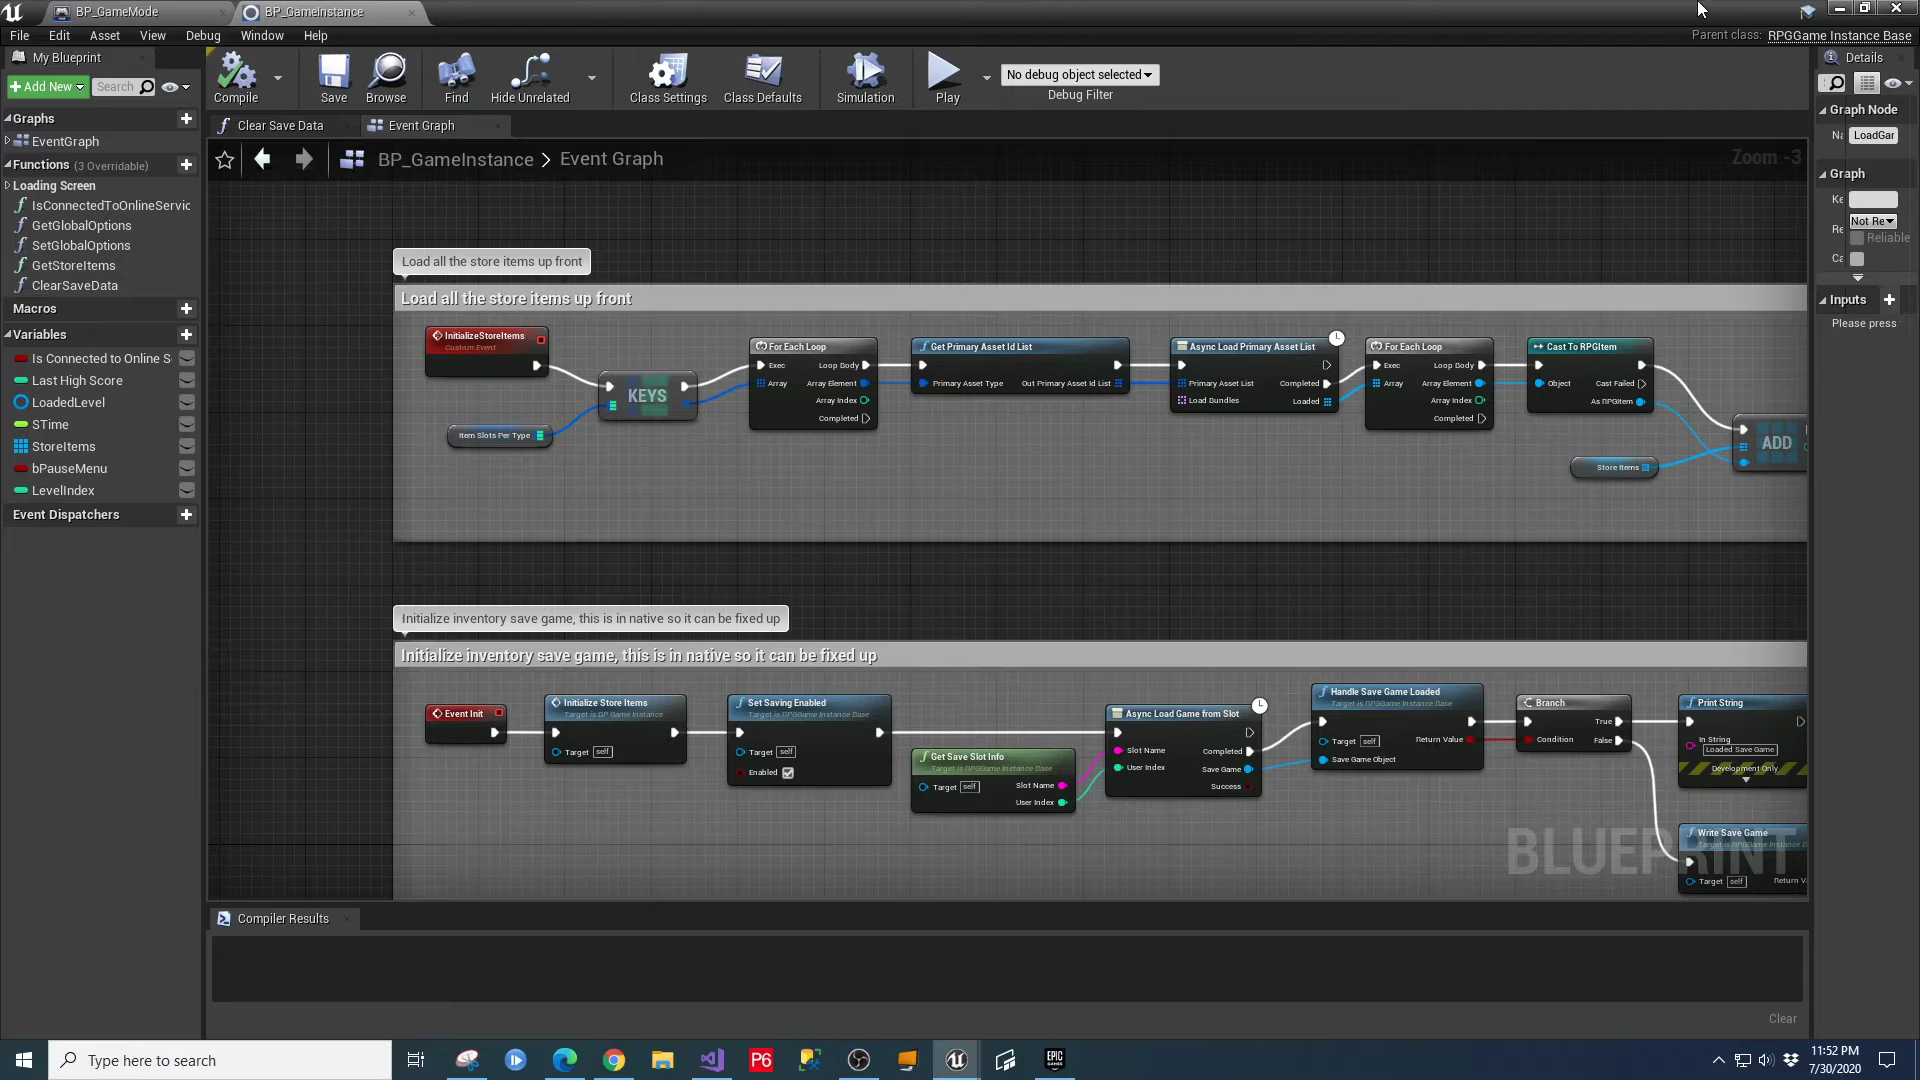 BP_GameMode
BP_GameInstance
File Edit Asset View Debug Window Help
Parent class: RPGGame Instance Base
My Blueprint
Add New
Search
Graphs
EventGraph
Functions (3 Overridable)
Loading Screen
IsConnectedToOnlineServic
GetGlobalOptions
SetGlobalOptions
GetStoreItems
ClearSaveData
Macros
Variables
Is Connected to Online S
Last High Score
LoadedLevel
STime
StoreItems
bPauseMenu
LevelIndex
Event Dispatchers
Compile
Save
Browse
Find
Hide Unrelated
Class Settings
Class Defaults
Simulation
Play
No debug object selected
Debug Filter
Clear Save Data
Event Graph
BP_GameInstance > Event Graph
Zoom -3
Load all the store items up front
Load all the store items up front
InitializeStoreItems
Custom Event
KEYS
Item Slots Per Type
For Each Loop
Exec Loop Body
Array Array Element
Array Index
Completed
Get Primary Asset Id List
Primary Asset Type Out Primary Asset Id List
Async Load Primary Asset List
Primary Asset List Completed
Load Bundles Loaded
For Each Loop
Exec Loop Body
Array Array Element
Array Index
Completed
Cast To RPGItem
Object Cast Failed
As RPGItem
Store Items
ADD
Initialize inventory save game, this is in native so it can be fixed up
Initialize inventory save game, this is in native so it can be fixed up
Event Init
Initialize Store Items
Target is BP Game Instance
Target self
Set Saving Enabled
Target is RPGGame Instance Base
Target self
Enabled
Get Save Slot Info
Target is RPGGame Instance Base
Target self Slot Name
User Index
Async Load Game from Slot
Slot Name Completed
User Index Save Game
Success
Handle Save Game Loaded
Target is RPGGame Instance Base
Target self Return Value
Save Game Object
Branch
True
Condition False
Print String
In String
Loaded Save Game
Development Only
Write Save Game
Target is RPGGame Instance B
Target self Return V
BLUEPRINT
Compiler Results
Clear
Details
Graph Node
Na LoadGar
Graph
Ke
Re Not Re
Reliable
Ca
Inputs
Please press
Type here to search
P6
EPIC
GAMES
11:52 PM
7/30/2020